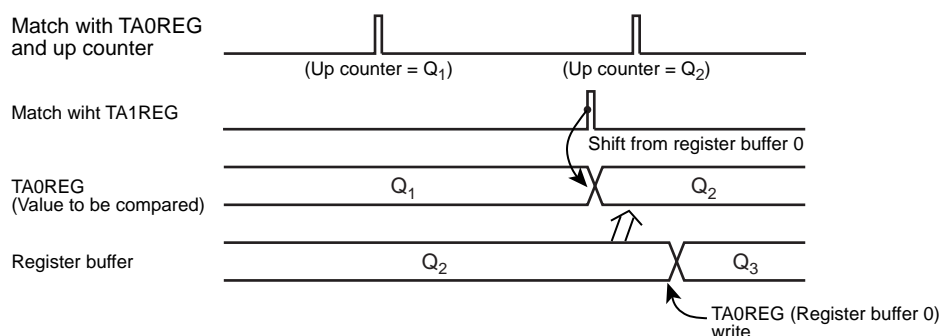 Match with TA0REG
and up counter
(Up counter = Q1)
(Up counter = Q2)
Match wiht TA1REG
Shift from register buffer 0
TA0REG
(Value to be compared)
Q1
Q2
Register buffer
Q2
Q3
TA0REG (Register buffer 0)
write